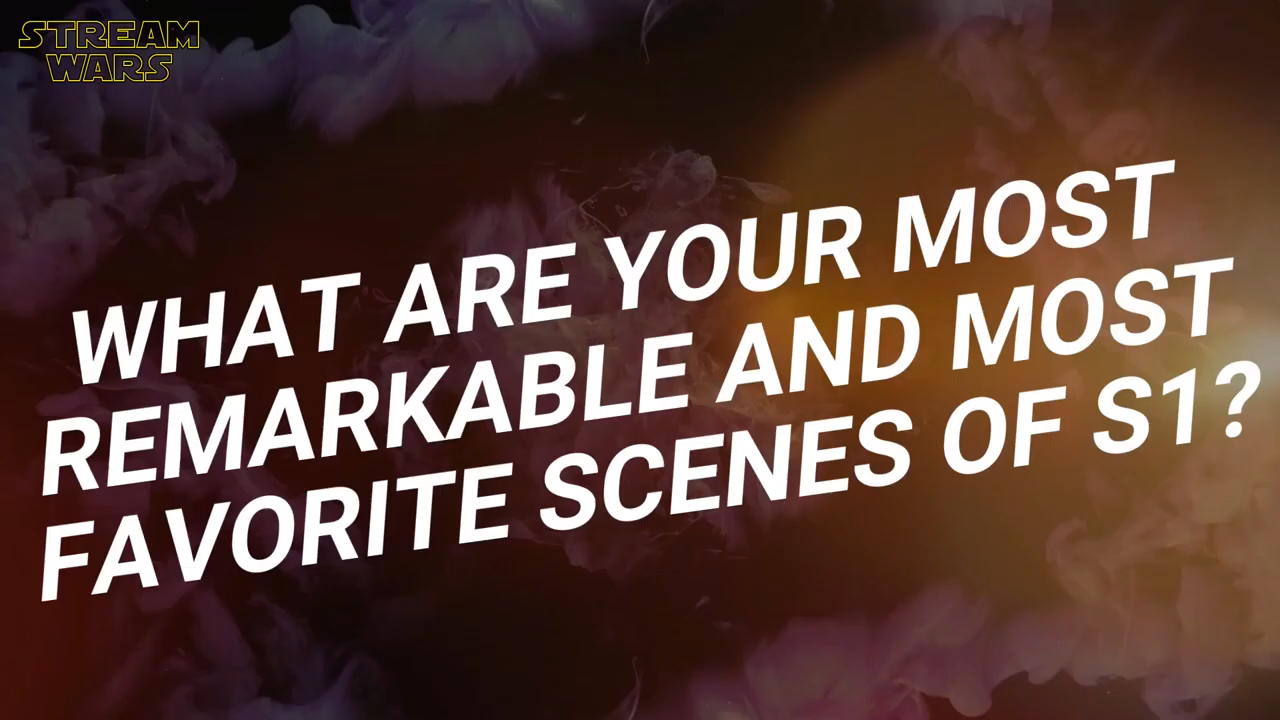 STREAM
WARS
WHAT ARE YOUR MOST
REMARKABLE AND MOST
FAVORITE SCENES OF S1?